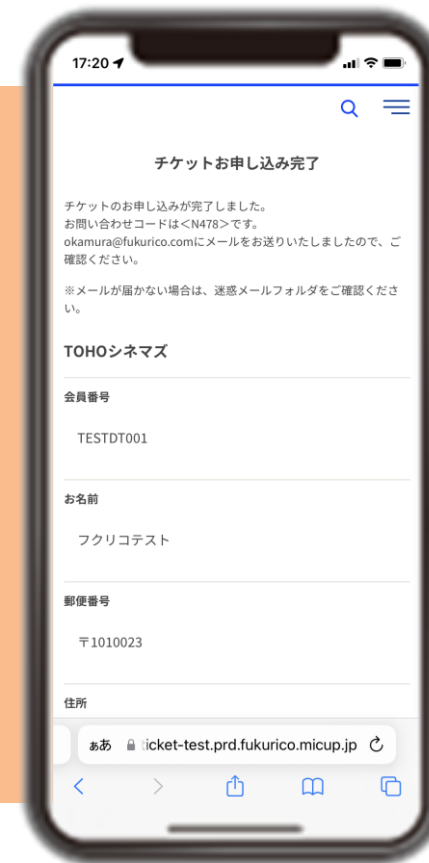 17:20
チケットお申し込み完了
チケットのお申し込みが完了しました。
お問い合わせコードは＜N478＞です。
okamura@fukurico.comにメールをお送りいたしましたので、ご
確認ください。
※メールが届かない場合は、迷惑メールフォルダをご確認くださ
い。
TOHOシネマズ
会員番号
TESTDT001
お名前
フクリコテスト
郵便番号
〒1010023
住所
ぁあ ticket-test.prd.fukurico.micup.jp